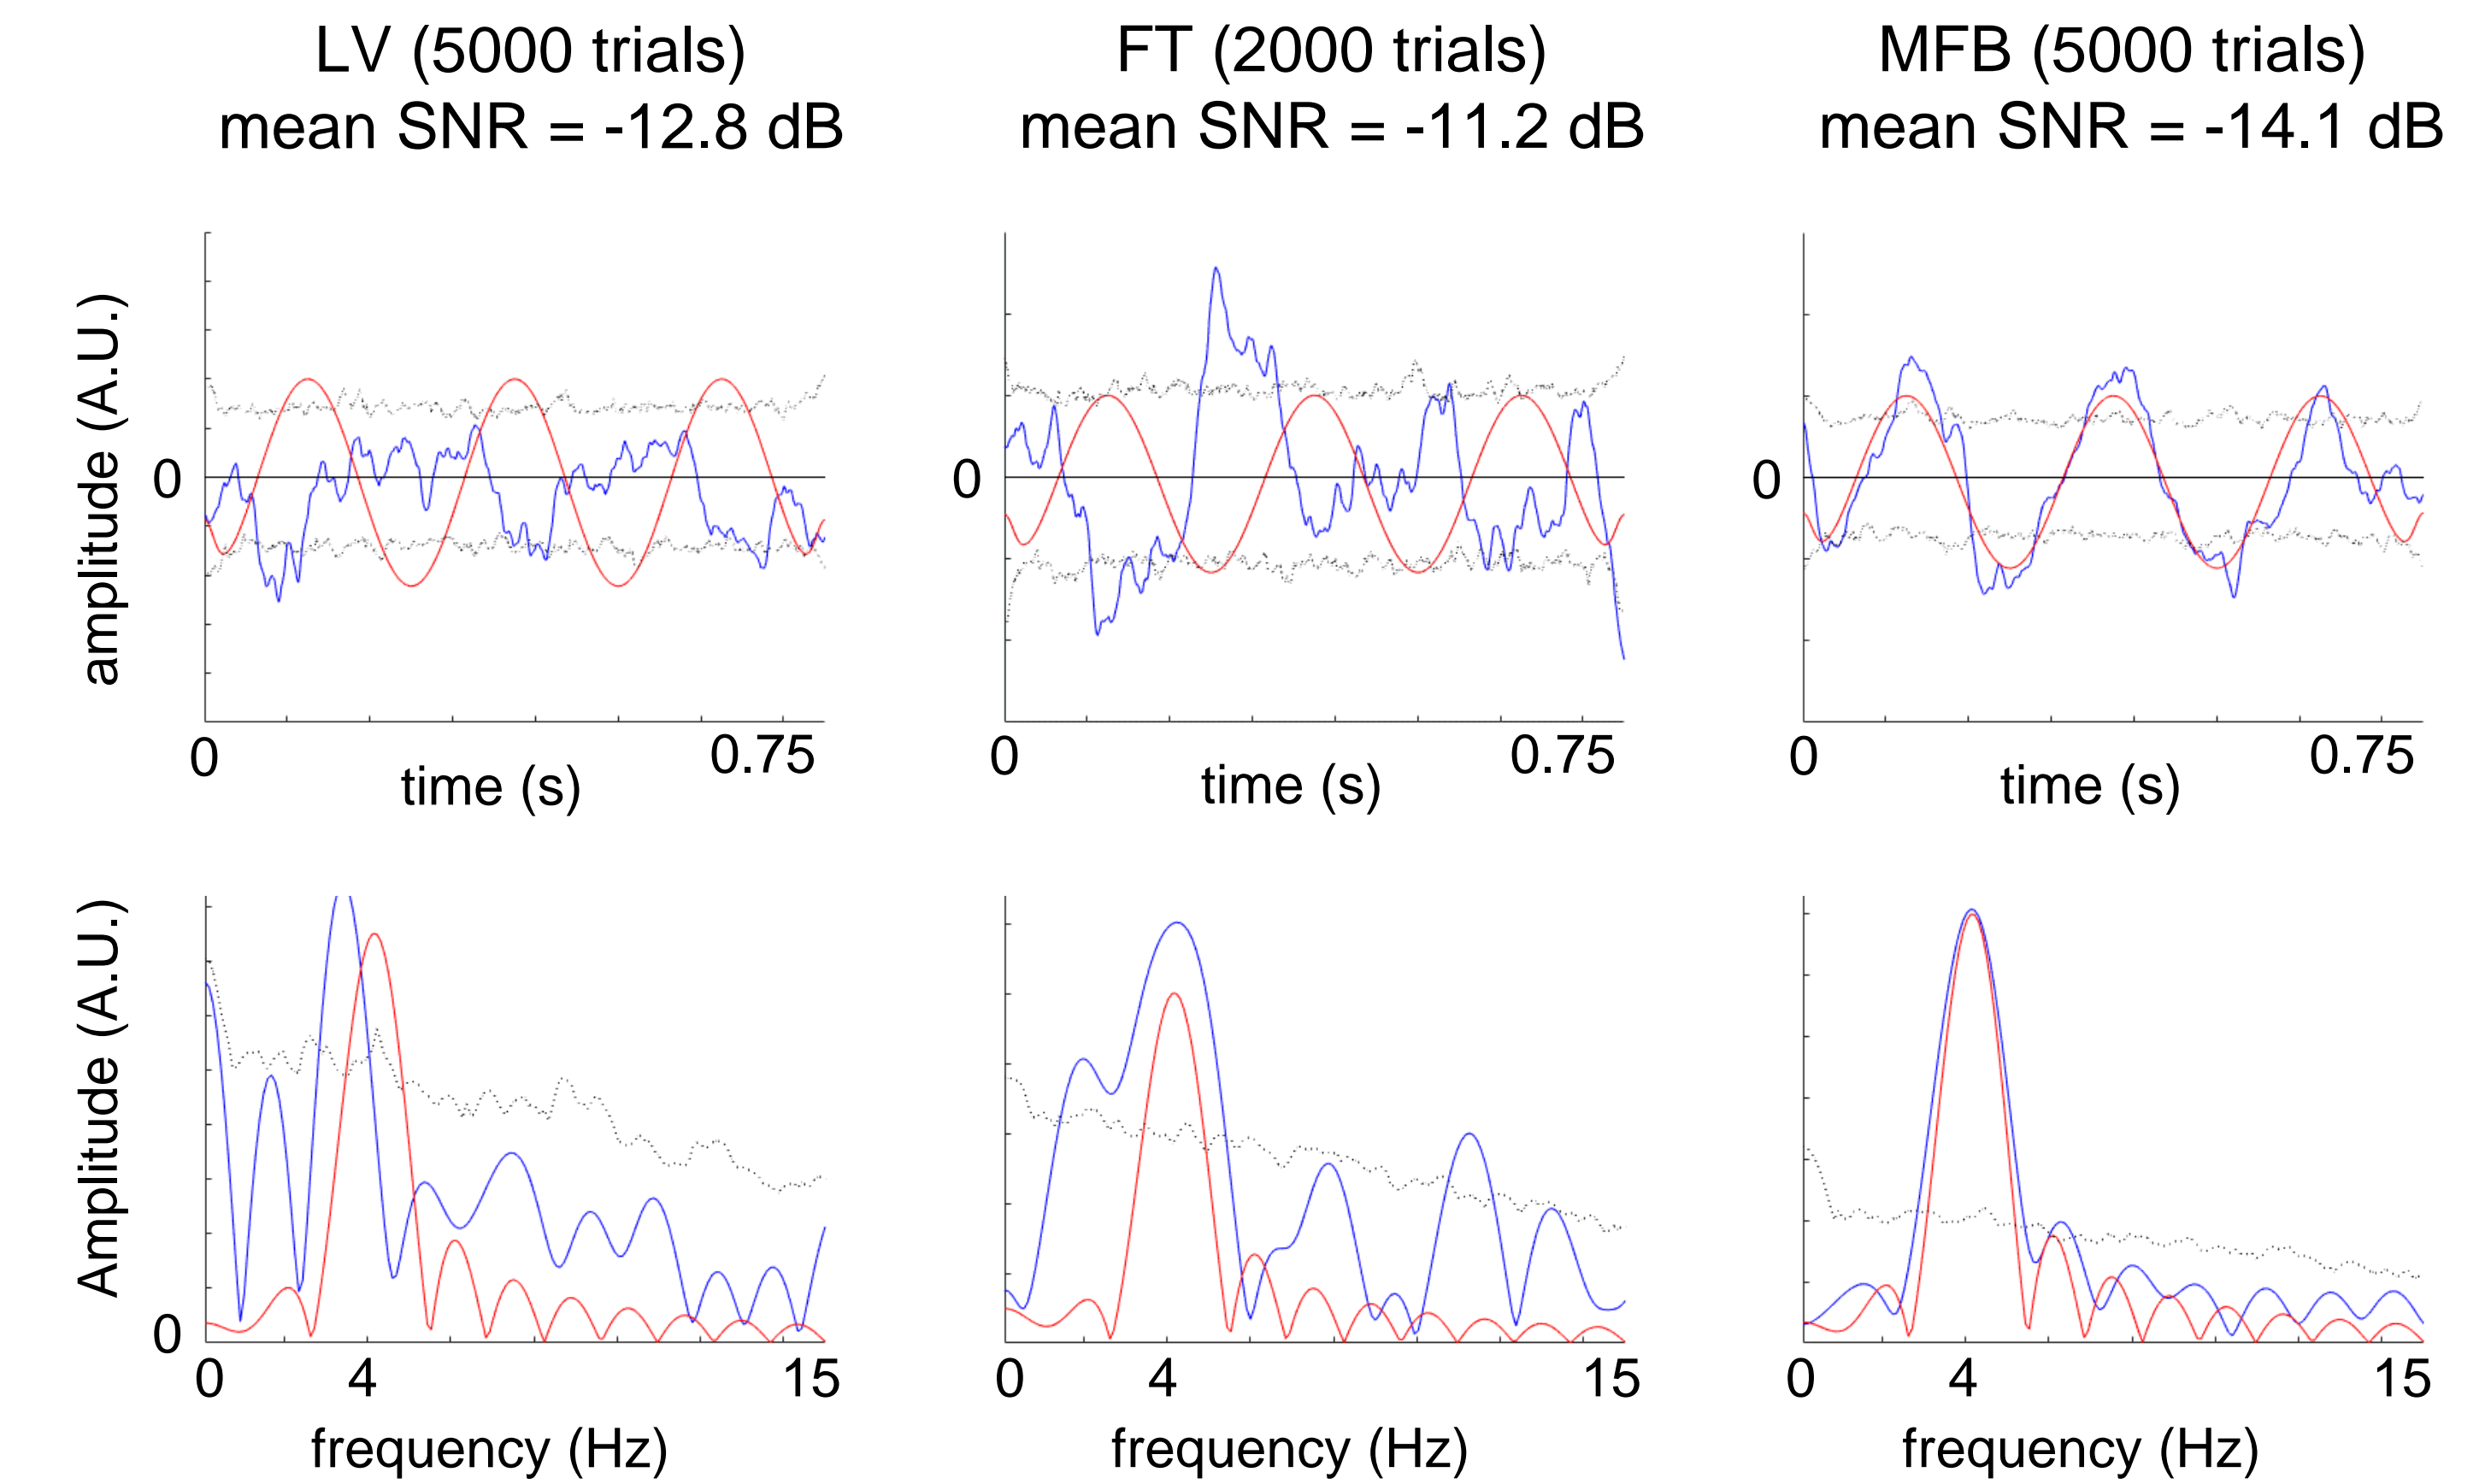 LV (5000 trials)
mean SNR = -12.8 dB
FT (2000 trials)
mean SNR = -11.2 dB
MFB (5000 trials)
mean SNR = -14.1 dB
amplitude (A.U.)
0
0
0.75
time (s)
0
0
0.75
time (s)
0
0
0.75
time (s)
Amplitude (A.U.)
0
0
4
15
frequency (Hz)
0
4
15
frequency (Hz)
0
4
15
frequency (Hz)